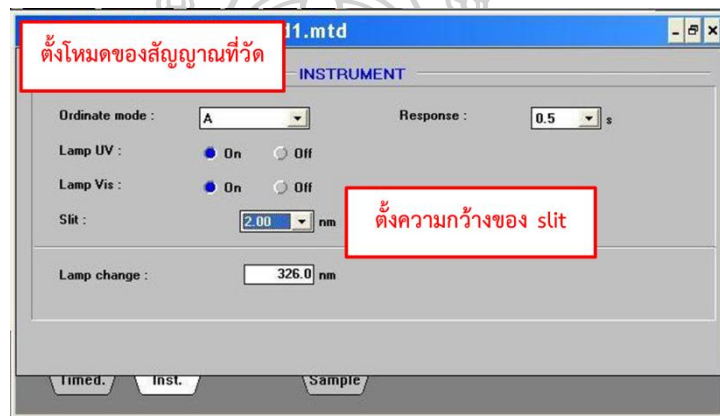 d1.mtd
ตั้งโหมดของสัญญาณที่วัด
INSTRUMENT
Ordinate mode : A Response : 0.5 s
Lamp UV : On Off
Lamp Vis : On Off
Slit : 2.00 nm
ตั้งความกว้างของ slit
Lamp change : 326.0 nm
Timed. Inst. Sample